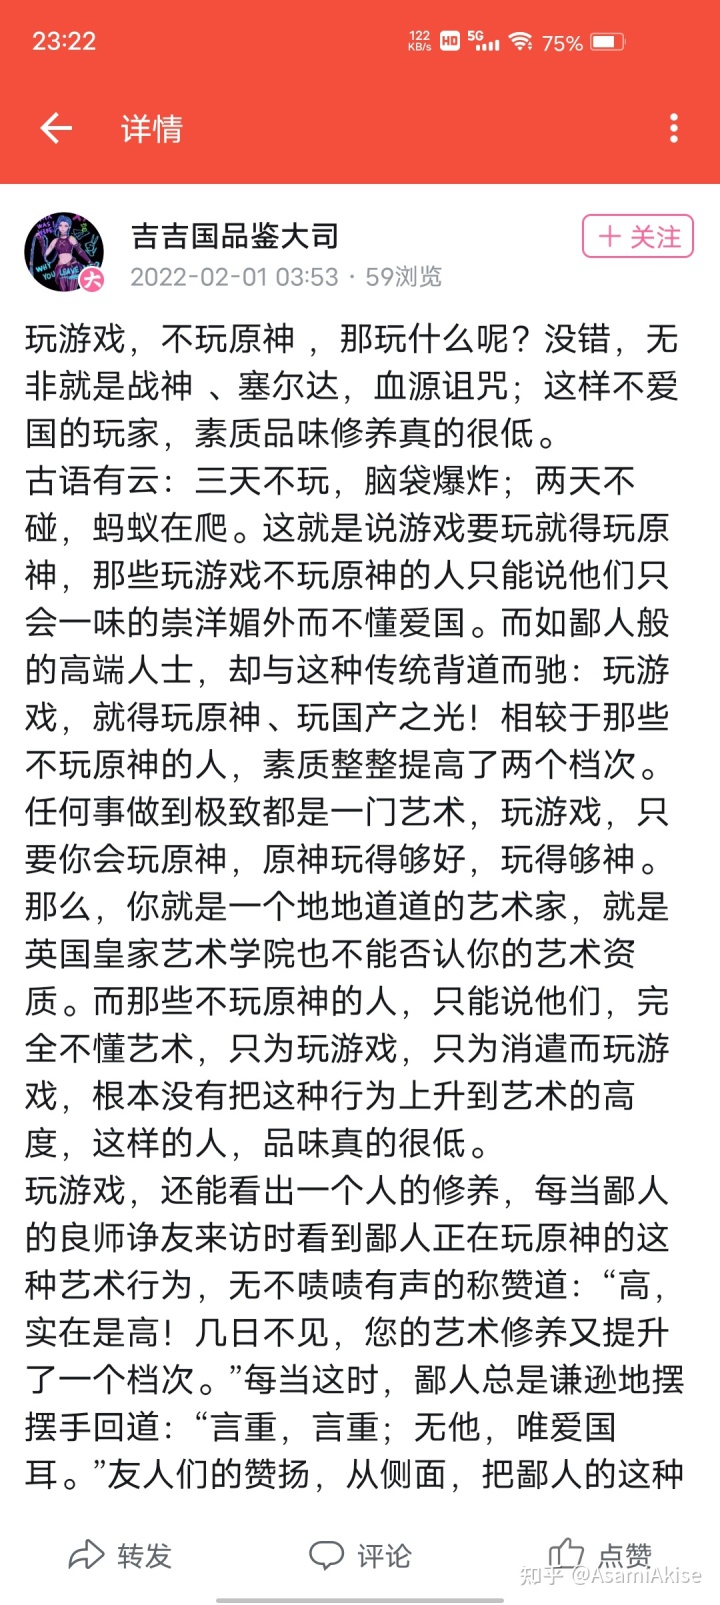 23:22
122 KB/s HD 5G 75%
详情
吉吉国品鉴大司
+ 关注
2022-02-01 03:53 · 59浏览
大
玩游戏，不玩原神 ，那玩什么呢？没错，无
非就是战神 、塞尔达，血源诅咒；这样不爱
国的玩家，素质品味修养真的很低。
古语有云：三天不玩，脑袋爆炸；两天不
碰，蚂蚁在爬。这就是说游戏要玩就得玩原
神，那些玩游戏不玩原神的人只能说他们只
会一味的崇洋媚外而不懂爱国。而如鄙人般
的高端人士，却与这种传统背道而驰：玩游
戏，就得玩原神、玩国产之光！相较于那些
不玩原神的人，素质整整提高了两个档次。
任何事做到极致都是一门艺术，玩游戏，只
要你会玩原神，原神玩得够好，玩得够神。
那么，你就是一个地地道道的艺术家，就是
英国皇家艺术学院也不能否认你的艺术资
质。而那些不玩原神的人，只能说他们，完
全不懂艺术，只为玩游戏，只为消遣而玩游
戏，根本没有把这种行为上升到艺术的高
度，这样的人，品味真的很低。
玩游戏，还能看出一个人的修养，每当鄙人
的良师诤友来访时看到鄙人正在玩原神的这
种艺术行为，无不啧啧有声的称赞道：“高，
实在是高！几日不见，您的艺术修养又提升
了一个档次。”每当这时，鄙人总是谦逊地摆
摆手回道：“言重，言重；无他，唯爱国
耳。”友人们的赞扬，从侧面，把鄙人的这种
转发 评论 点赞
知乎 @AsamiAkise